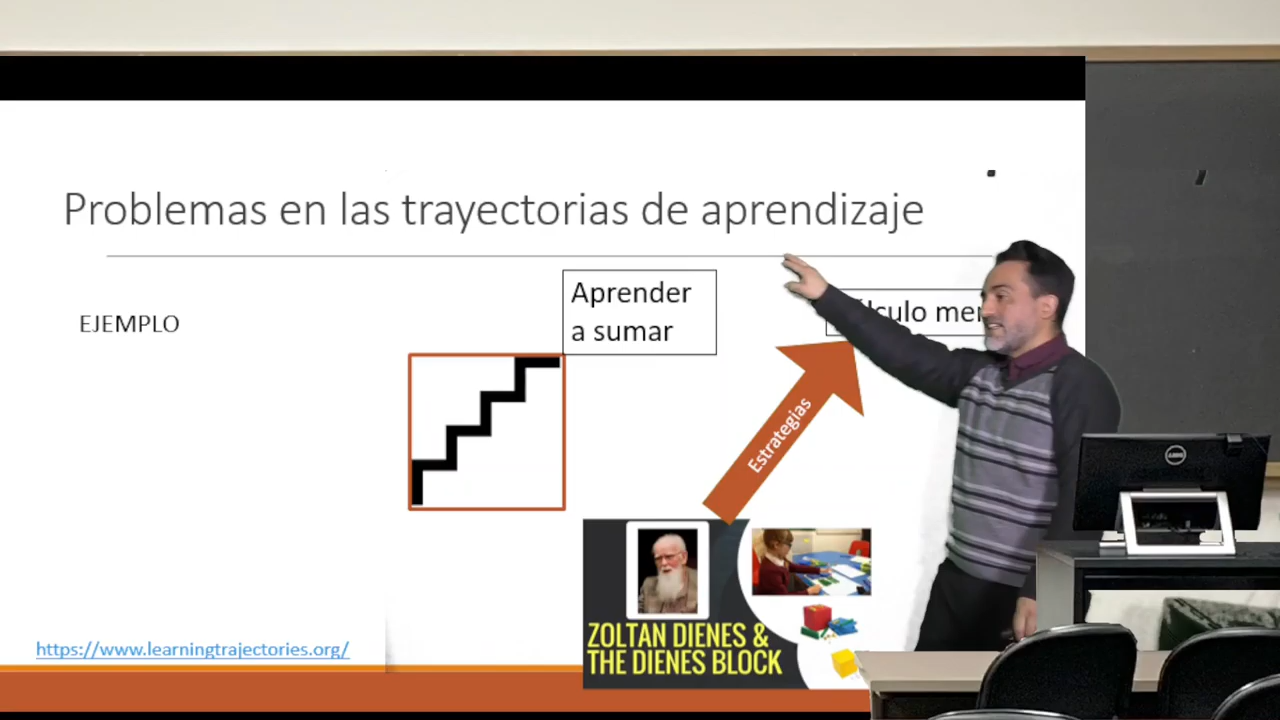 Problemas en las trayectorias de aprendizaje
EJEMPLO
Aprender
a sumar
Estrategias
ZOLTAN DIENES &
THE DIENES BLOCK
https://www.learningtrajectories.org/
DELL